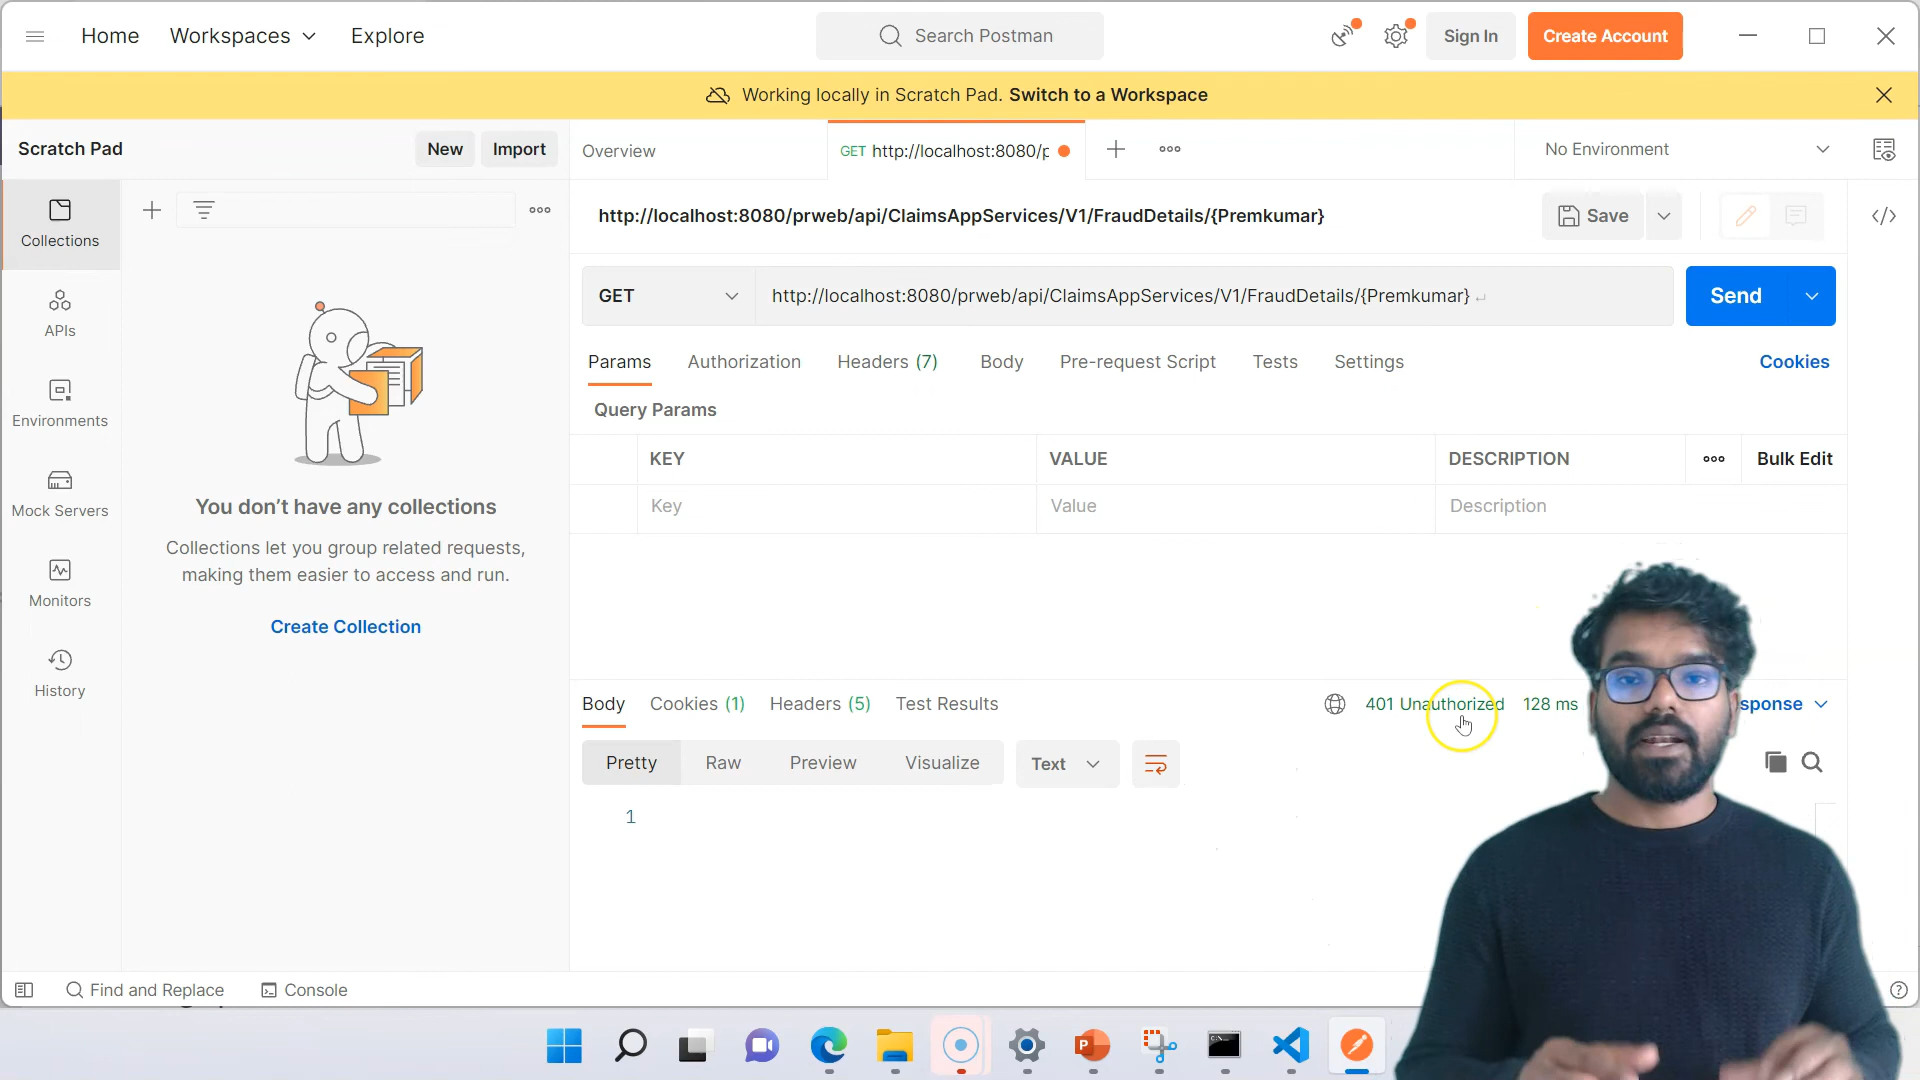 Home Workspaces Explore Search Postman Sign In Create Account
Working locally in Scratch Pad. Switch to a Workspace
Scratch Pad New Import Overview GET http://localhost:8080/p No Environment
http://localhost:8080/prweb/api/ClaimsAppServices/V1/FraudDetails/{Premkumar} Save
Collections
GET http://localhost:8080/prweb/api/ClaimsAppServices/V1/FraudDetails/{Premkumar} Send
APIs
Params Authorization Headers (7) Body Pre-request Script Tests Settings Cookies
Query Params
Environments
KEY VALUE DESCRIPTION Bulk Edit
Key Value Description
Mock Servers
You don't have any collections
Collections let you group related requests,
making them easier to access and run.
Monitors
Create Collection
History
Body Cookies (1) Headers (5) Test Results 401 Unauthorized 128 ms sponse
Pretty Raw Preview Visualize Text
1
Find and Replace Console